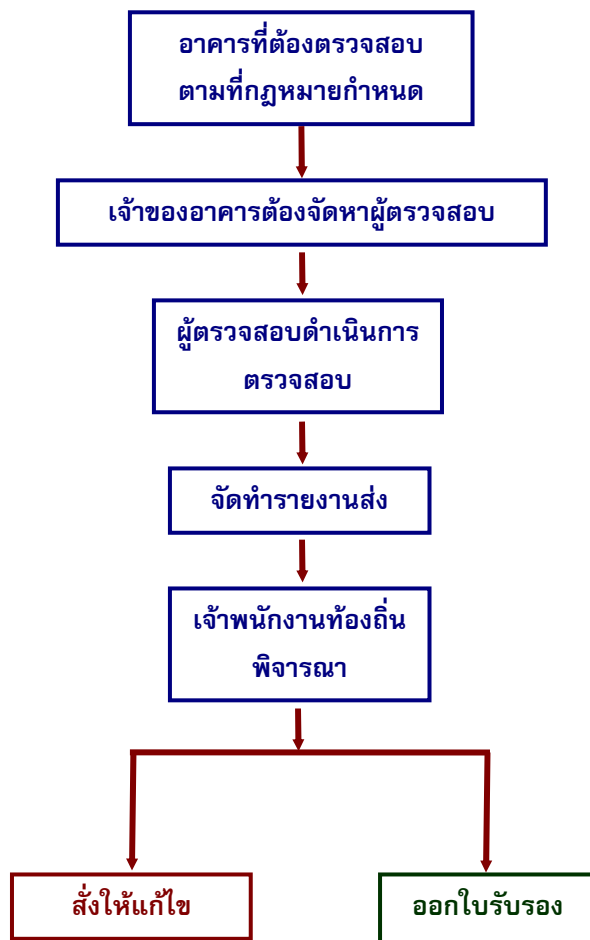 อาคารที่ต้องตรวจสอบ
ตามที่กฎหมายกำหนด
เจ้าของอาคารต้องจัดหาผู้ตรวจสอบ
ผู้ตรวจสอบดำเนินการ
ตรวจสอบ
จัดทำรายงานส่ง
เจ้าพนักงานท้องถิ่น
พิจารณา
สั่งให้แก้ไข
ออกใบรับรอง